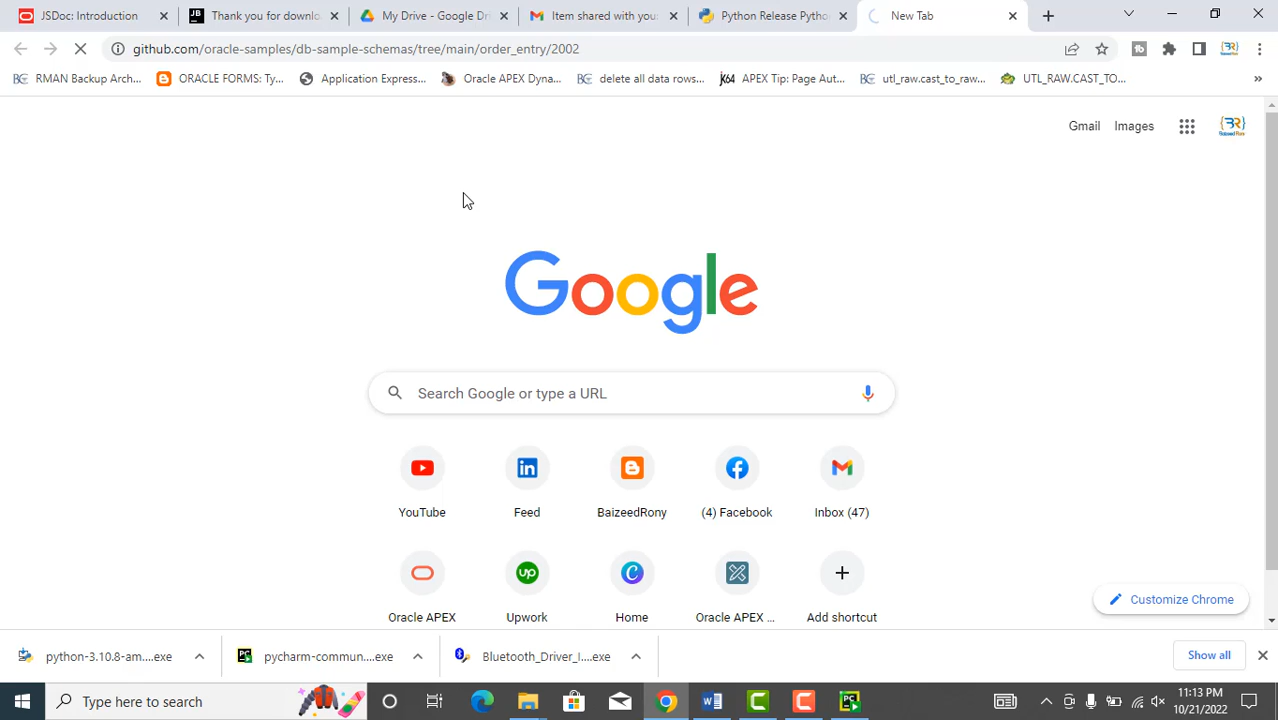 JSDoc: Introduction
Thank you for downlo
My Drive - Google Dri
Item shared with you:
Python Release Pytho
New Tab
github.com/oracle-samples/db-sample-schemas/tree/main/order_entry/2002
RMAN Backup Arch...
ORACLE FORMS: Ty...
Application Express...
Oracle APEX Dyna...
delete all data rows...
APEX Tip: Page Aut...
utl_raw.cast_to_raw...
UTL_RAW.CAST_TO...
Gmail
Images
Google
Search Google or type a URL
YouTube
Feed
BaizeedRony
(4) Facebook
Inbox (47)
Oracle APEX
Upwork
Home
Oracle APEX ...
Add shortcut
Customize Chrome
python-3.10.8-am....exe
pycharm-commun....exe
Bluetooth_Driver_I....exe
Show all
Type here to search
11:13 PM
10/21/2022